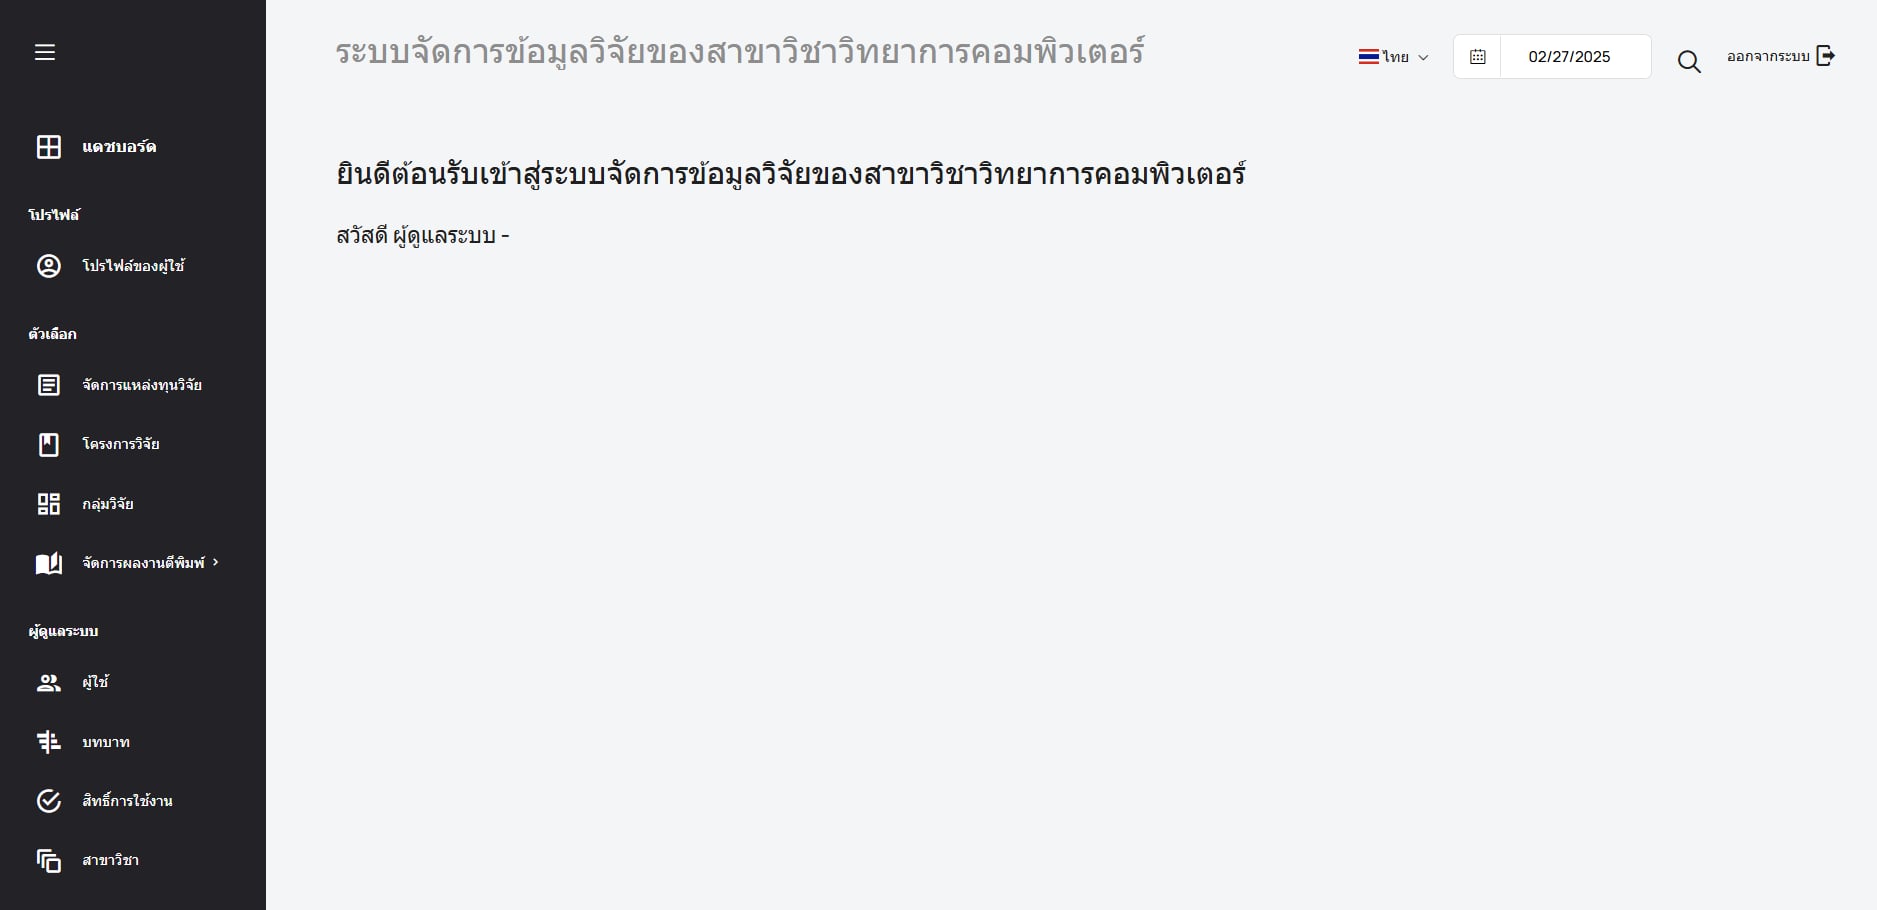 ระบบจัดการข้อมูลวิจัยของสาขาวิชาวิทยาการคอมพิวเตอร์
ไทย
02/27/2025
ออกจากระบบ
แดชบอร์ด
โปรไฟล์
โปรไฟล์ของผู้ใช้
ตัวเลือก
จัดการแหล่งทุนวิจัย
โครงการวิจัย
กลุ่มวิจัย
จัดการผลงานตีพิมพ์
ผู้ดูแลระบบ
ผู้ใช้
บทบาท
สิทธิ์การใช้งาน
สาขาวิชา
ยินดีต้อนรับเข้าสู่ระบบจัดการข้อมูลวิจัยของสาขาวิชาวิทยาการคอมพิวเตอร์
สวัสดี ผู้ดูแลระบบ -